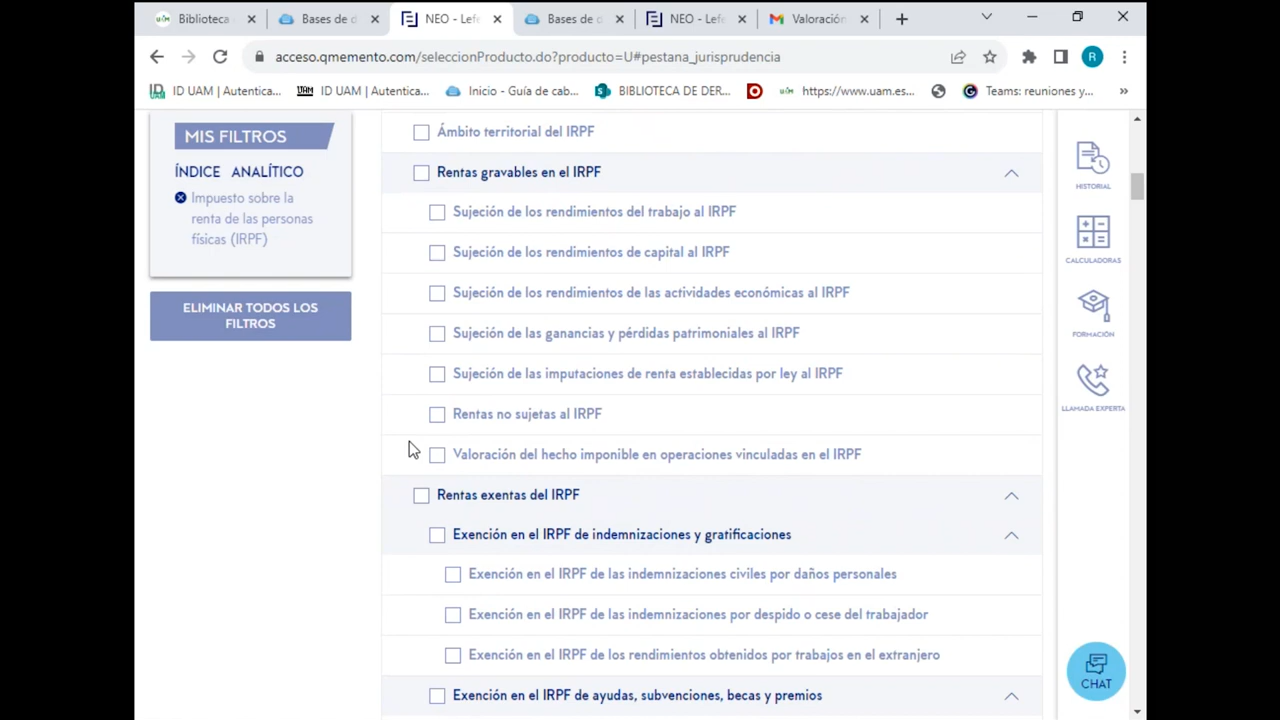 Biblioteca
Bases de d
NEO - Lefe
Bases de d
NEO - Lefe
Valoración
acceso.qmemento.com/seleccionProducto.do?producto=U#pestana_jurisprudencia
R
ID UAM | Autentica...
ID UAM | Autentica...
Inicio - Guía de cab...
BIBLIOTECA DE DER...
https://www.uam.es...
Teams: reuniones y...
»
MIS FILTROS
ÍNDICE ANALÍTICO
Impuesto sobre la
renta de las personas
físicas (IRPF)
ELIMINAR TODOS LOS
FILTROS
Ámbito territorial del IRPF
Rentas gravables en el IRPF
Sujeción de los rendimientos del trabajo al IRPF
Sujeción de los rendimientos de capital al IRPF
Sujeción de los rendimientos de las actividades económicas al IRPF
Sujeción de las ganancias y pérdidas patrimoniales al IRPF
Sujeción de las imputaciones de renta establecidas por ley al IRPF
Rentas no sujetas al IRPF
Valoración del hecho imponible en operaciones vinculadas en el IRPF
Rentas exentas del IRPF
Exención en el IRPF de indemnizaciones y gratificaciones
Exención en el IRPF de las indemnizaciones civiles por daños personales
Exención en el IRPF de las indemnizaciones por despido o cese del trabajador
Exención en el IRPF de los rendimientos obtenidos por trabajos en el extranjero
Exención en el IRPF de ayudas, subvenciones, becas y premios
HISTORIAL
CALCULADORAS
FORMACIÓN
LLAMADA EXPERTA
CHAT